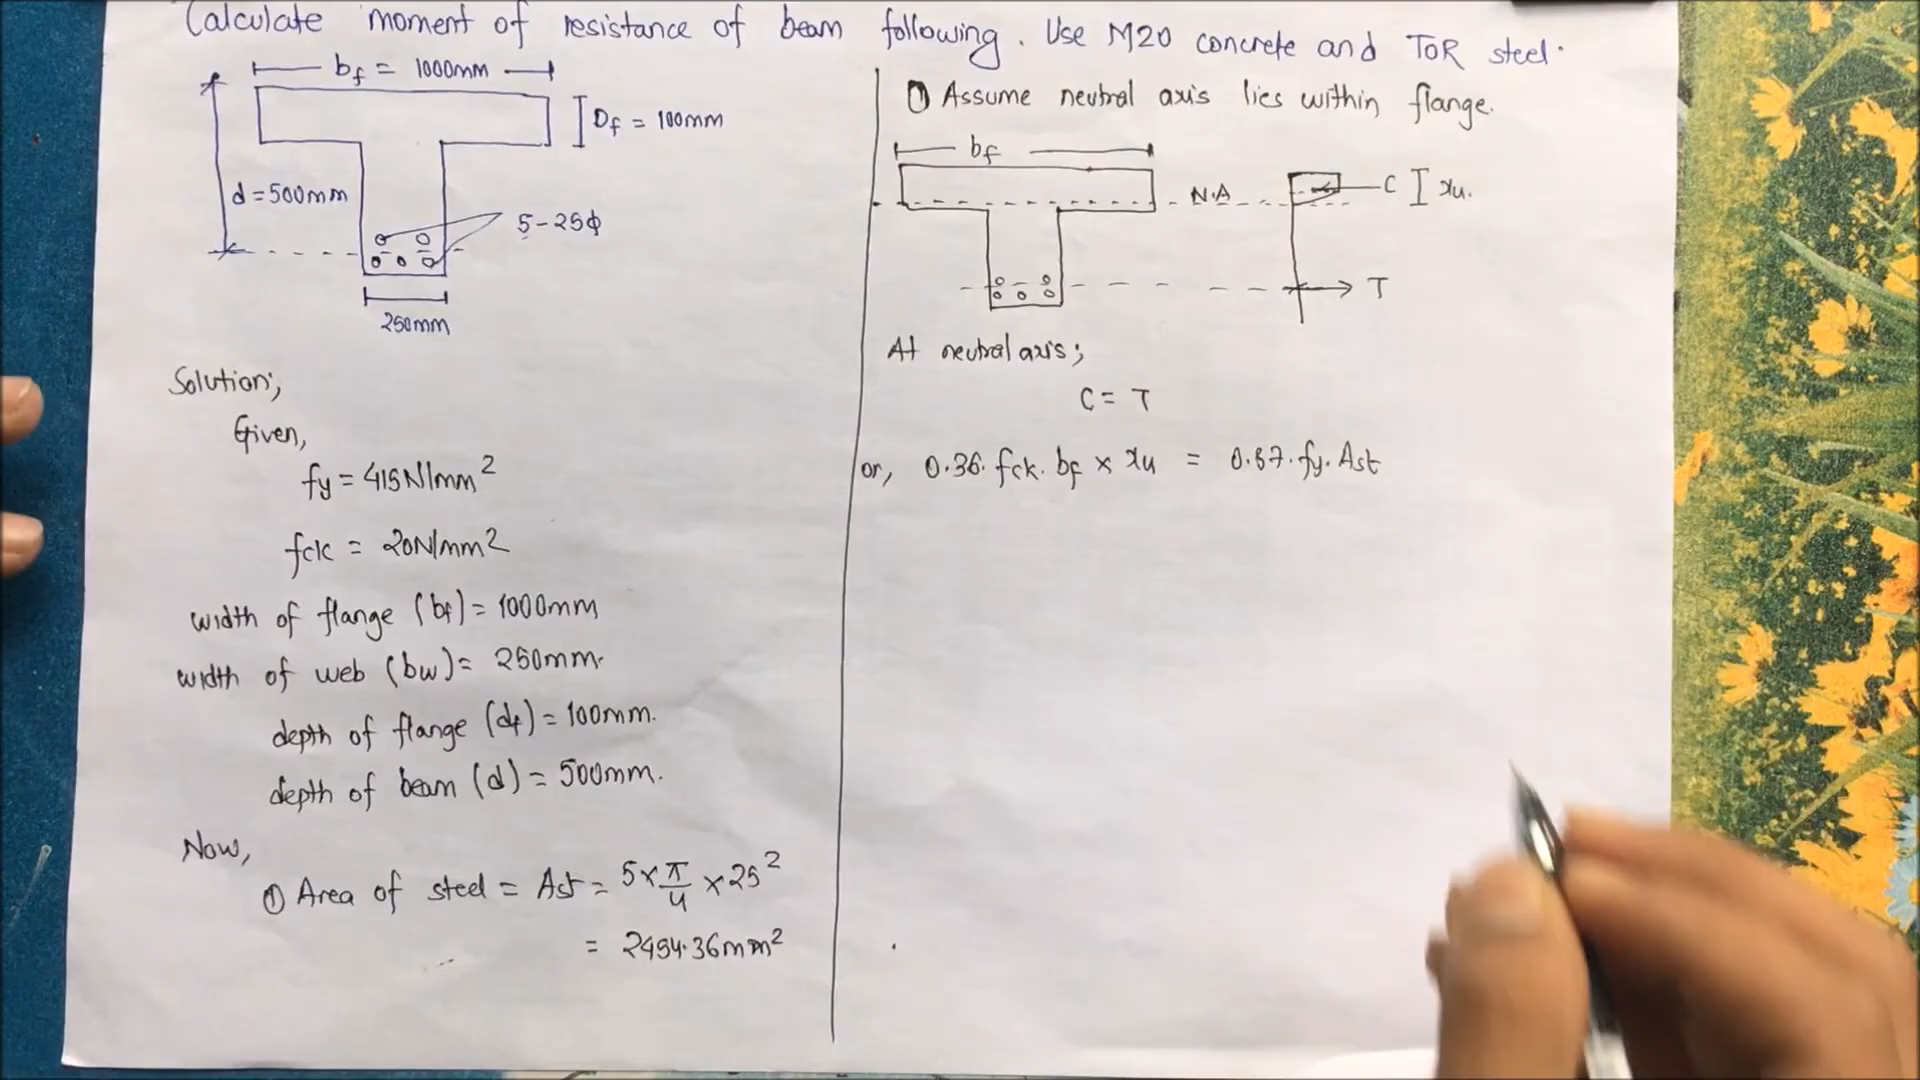 Calculate moment of resistance of beam following. Use M20 concrete and TOR steel.
bf = 1000mm
Df = 100mm
d = 500mm
5-25φ
250mm
Solution;
Given,
fy = 415N/mm²
fck = 20N/mm²
width of flange (bf) = 1000mm
width of web (bw) = 250mm.
depth of flange (df) = 100mm.
depth of beam (d) = 500mm.
Now,
① Area of steel = Ast = 5 × π/4 × 25²
= 2454.36mm²
① Assume neutral axis lies within flange.
bf
N.A
C
xu.
T
At neutral axis;
C = T
or, 0.36. fck. bf × xu = 0.87. fy. Ast